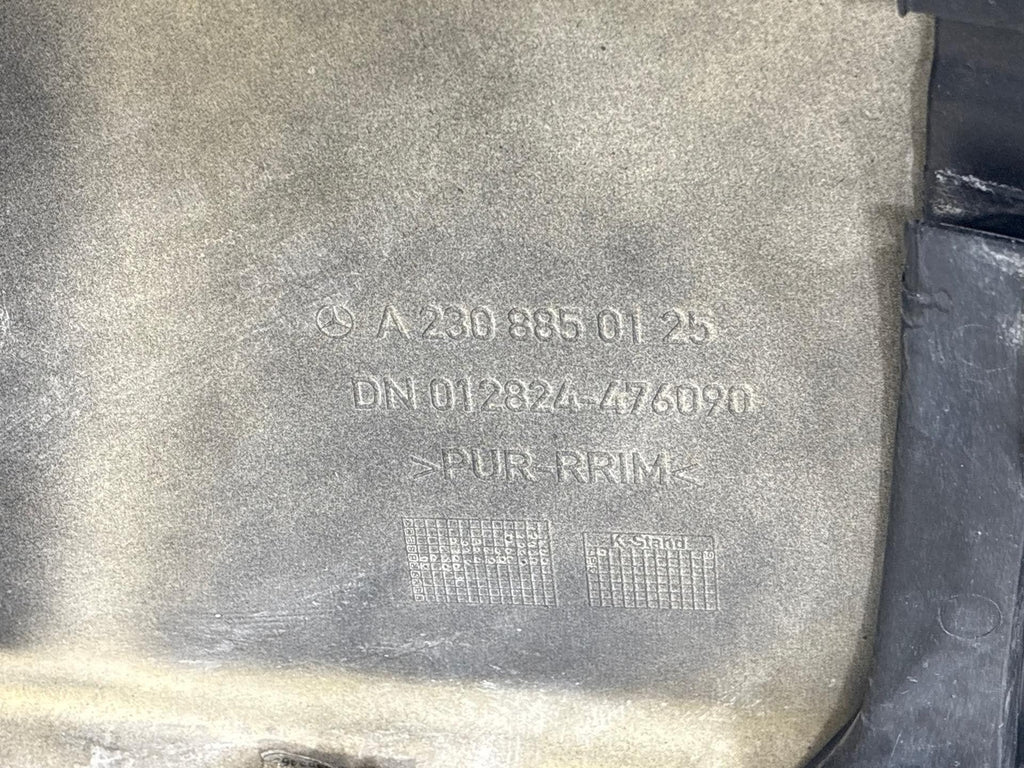 A 230 885 01 25
DN 012824-476090
>PUR-RRIM<
K-Stand